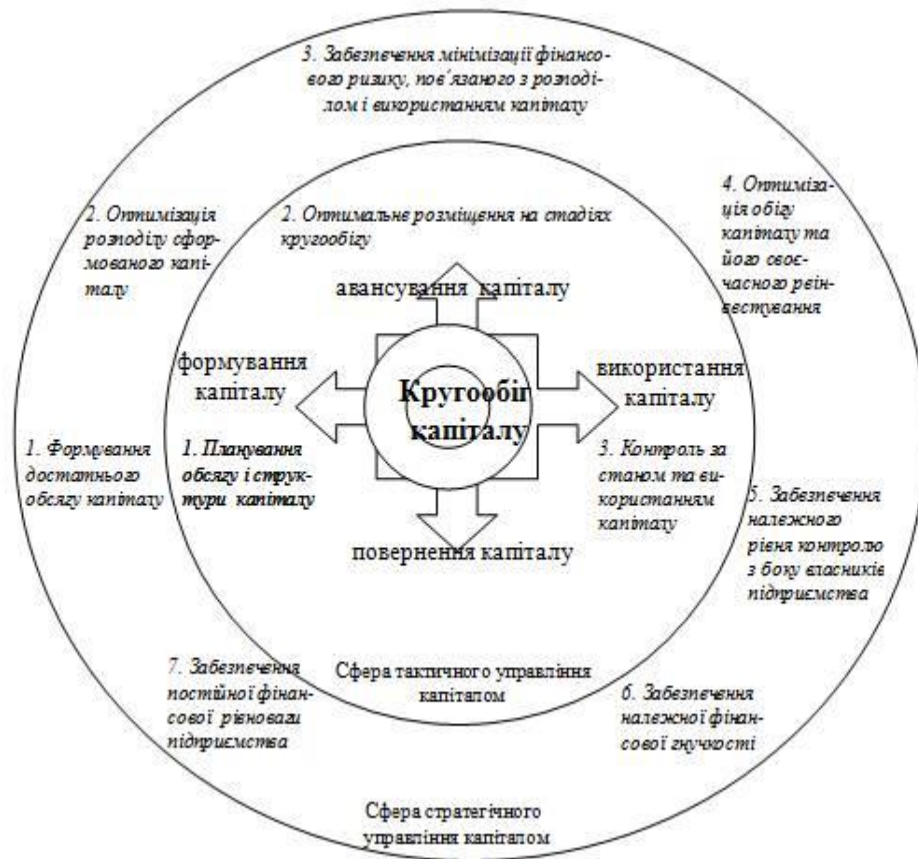 3. Забезпечення мінімізації фінансо-
вого ризику, пов'язаного з розподі-
лом і використанням капіталу
2. Оптимізація
розподілу сфор-
мованого капі-
талу
2. Оптимальне розміщення на стадіях
кругообігу
4. Оптиміза-
ція обігу
капіталу та
його своє-
часного реін-
вестування
авансування капіталу
формування
капіталу
Кругообіг
капіталу
використання
капіталу
1. Формування
достатнього
обсягу капіталу
1. Планування
обсягу і струк-
тури капіталу
3. Контроль за
станом та ви-
користанням
капіталу
повернення капіталу
5. Забезпечення
належного
рівня контролю
з боку власників
підприємства
7. Забезпечення
постійної фінан-
сової рівноваги
підприємства
Сфера тактичного управління
капіталом
6. Забезпечення
належної фінан-
сової гнучкості
Сфера стратегічного
управління капіталом